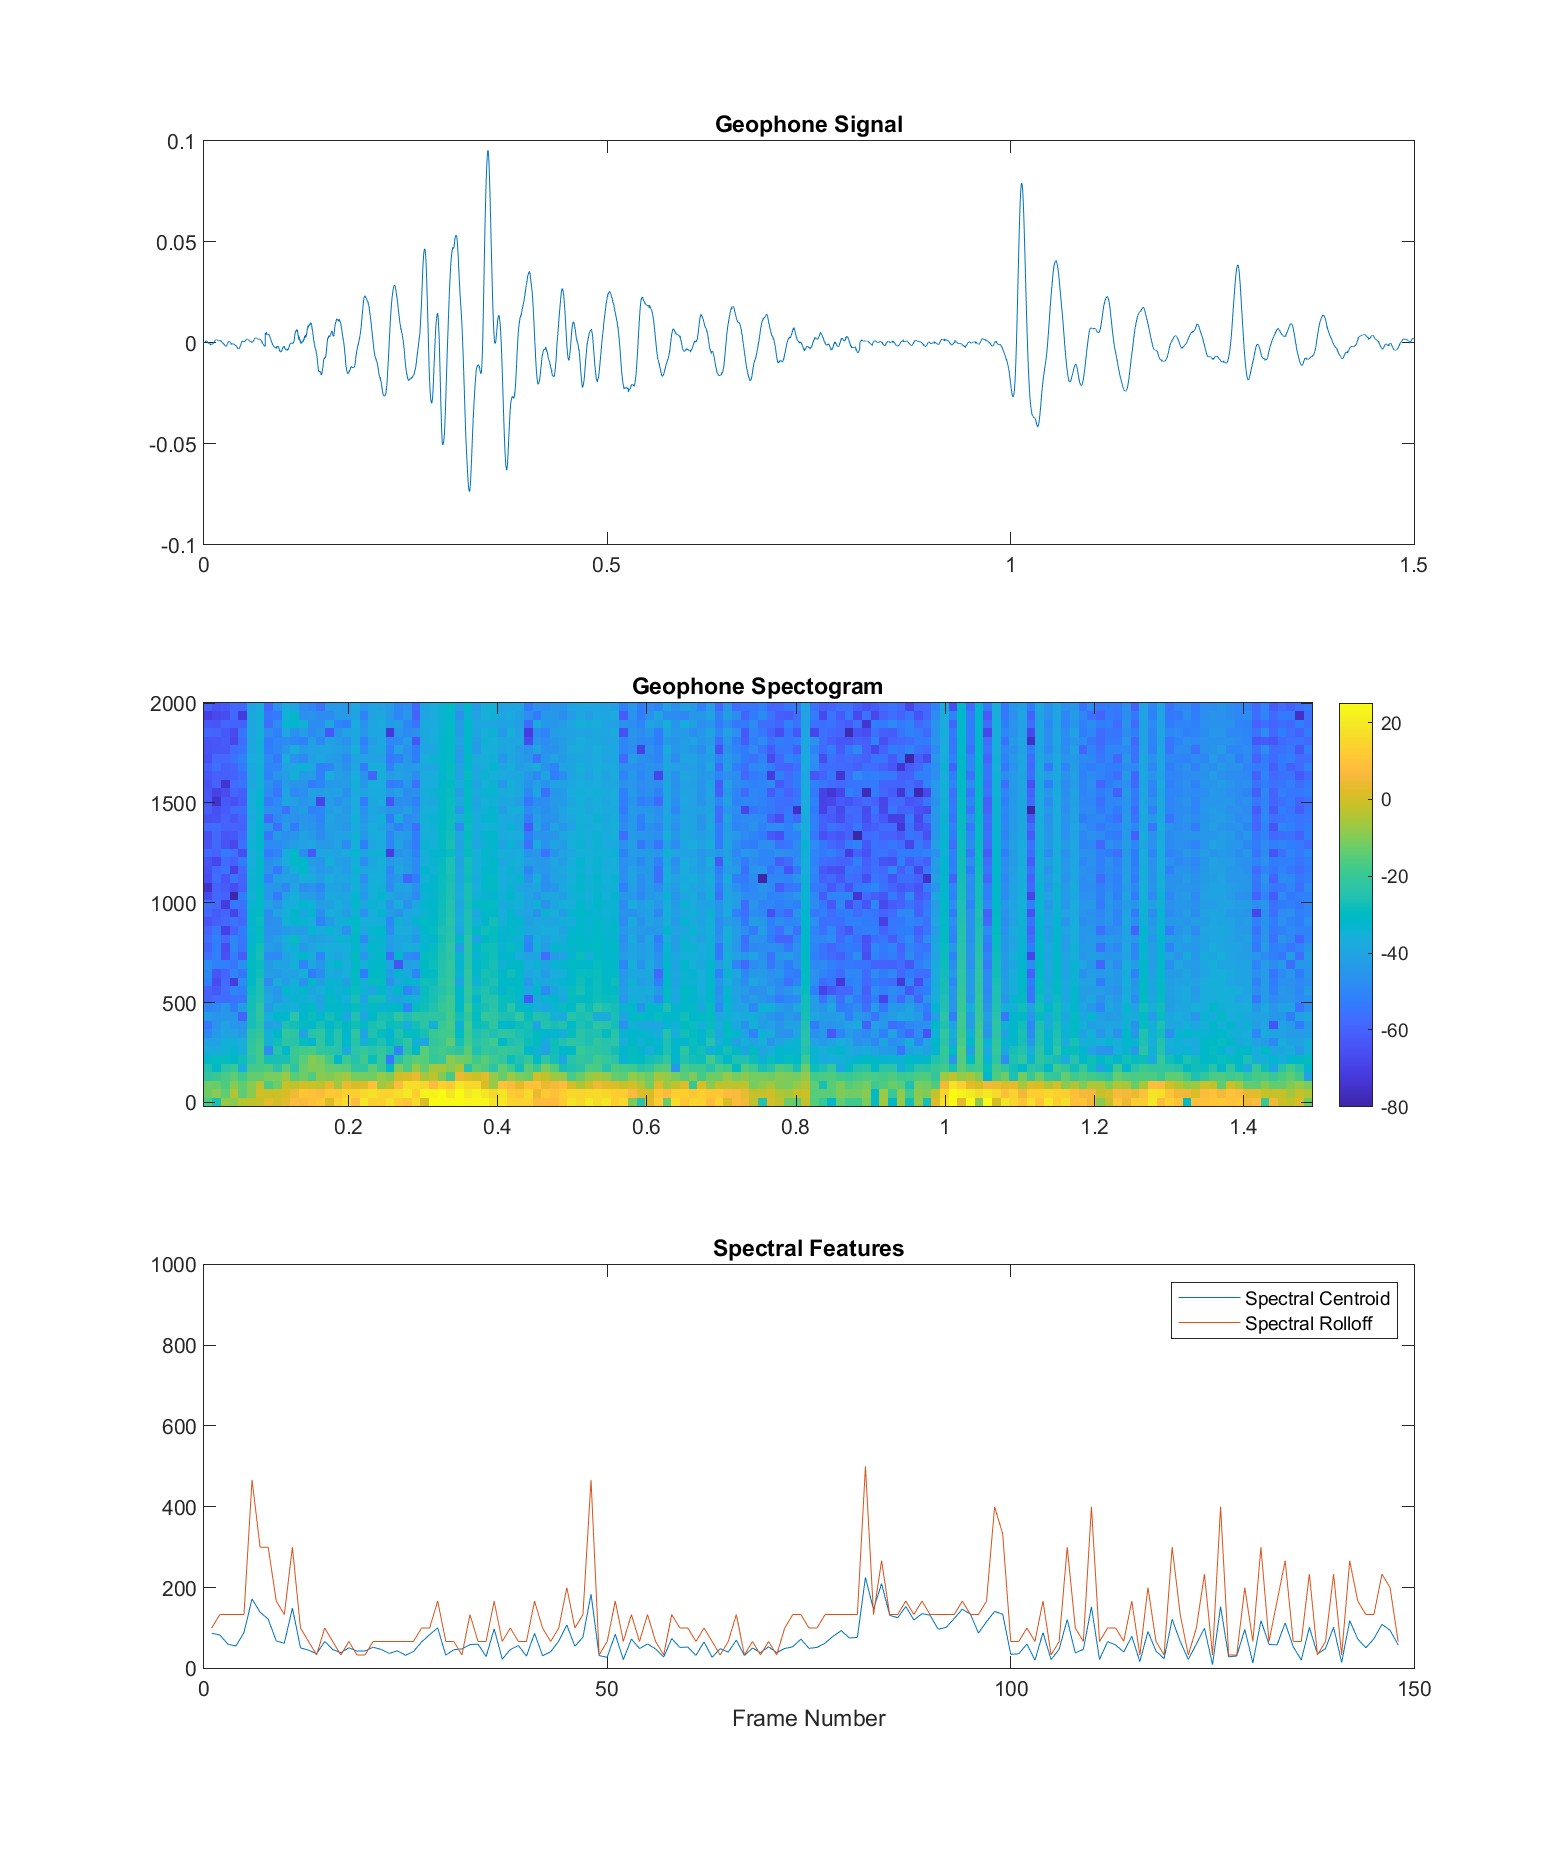 Geophone Signal
0.1
0.05
0
-0.05
-0.1
0 0.5 1 1.5
Geophone Spectogram
2000
1500
1000
500
0
20
0
-20
-40
-60
-80
0.2 0.4 0.6 0.8 1 1.2 1.4
Spectral Features
1000
800
600
400
200
0
Spectral Centroid
Spectral Rolloff
0 50 100 150
Frame Number